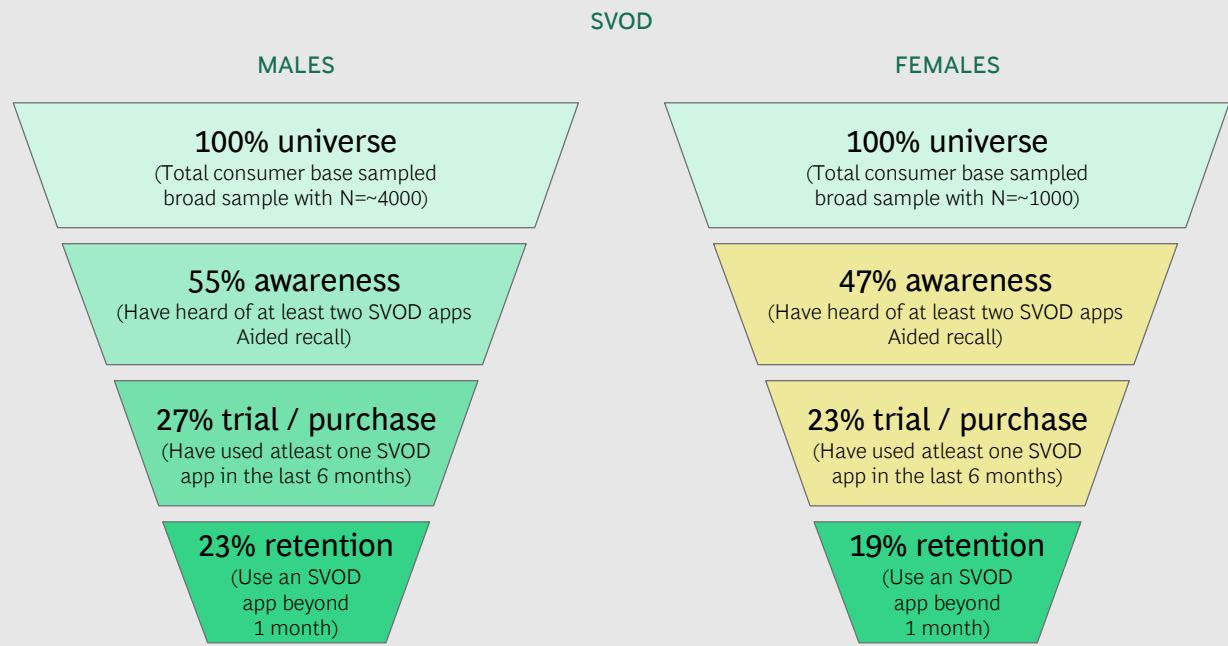 SVOD
MALES
100% universe
(Total consumer base sampled
broad sample with N=~4000)
55% awareness
(Have heard of at least two SVOD apps
Aided recall)
27% trial / purchase
(Have used atleast one SVOD
app in the last 6 months)
23% retention
(Use an SVOD
app beyond
1 month)
FEMALES
100% universe
(Total consumer base sampled
broad sample with N=~1000)
47% awareness
(Have heard of at least two SVOD apps
Aided recall)
23% trial / purchase
(Have used atleast one SVOD
app in the last 6 months)
19% retention
(Use an SVOD
app beyond
1 month)